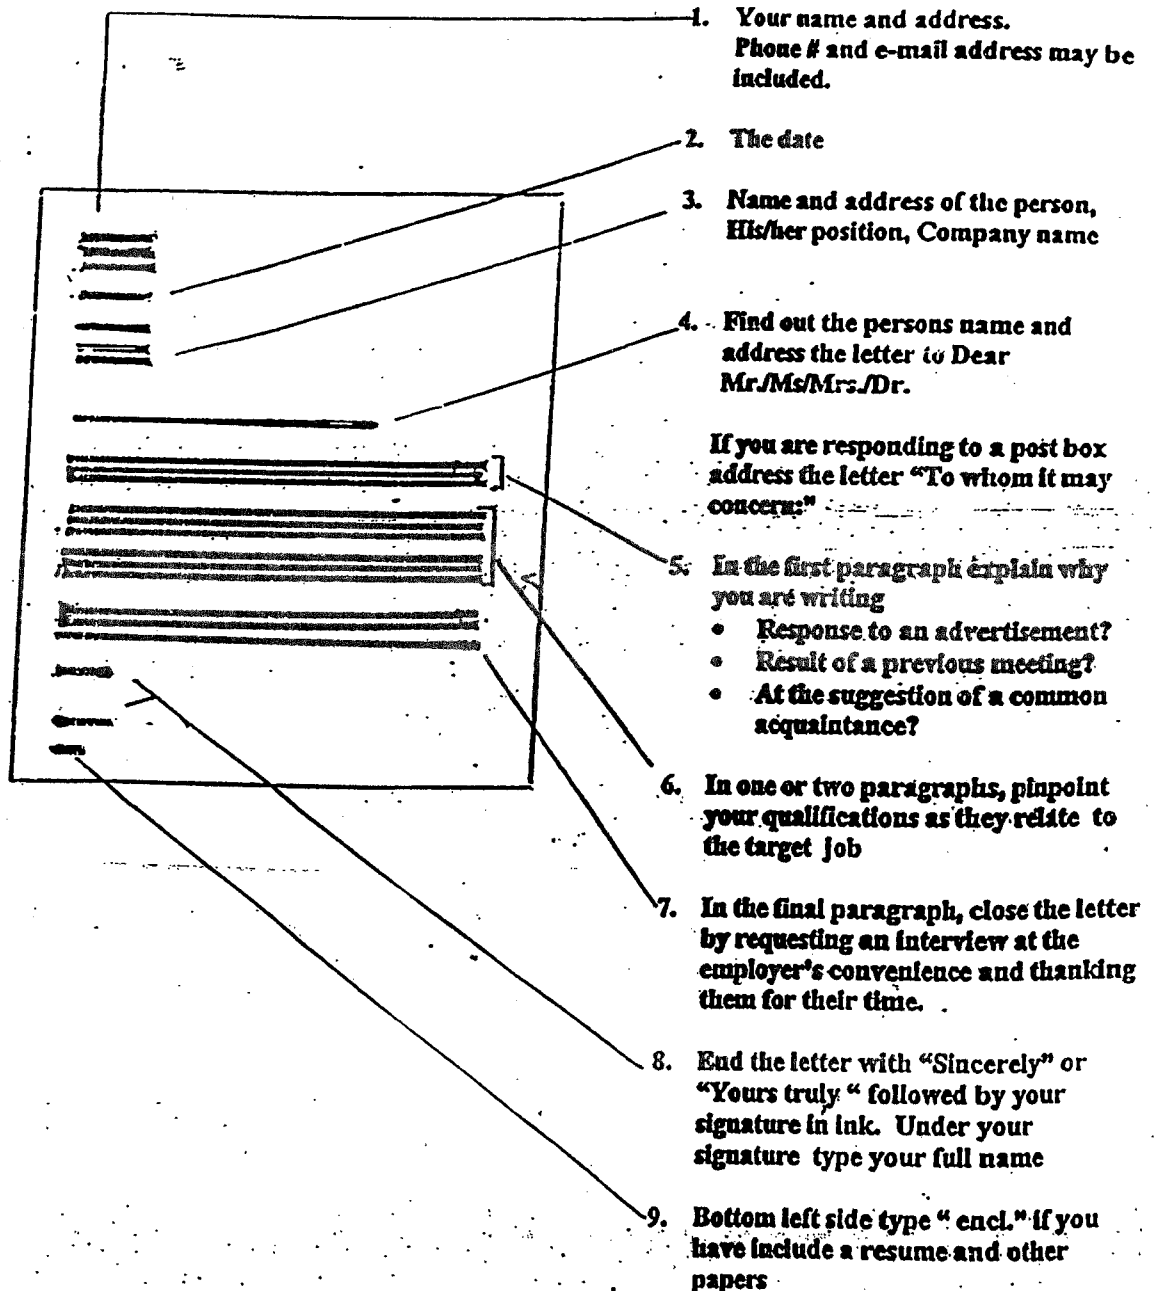 1. Your name and address.
Phone # and e-mail address may be
included.
2. The date
3. Name and address of the person,
His/her position, Company name
4. Find out the persons name and
address the letter to Dear
Mr./Ms/Mrs./Dr.
If you are responding to a post box
address the letter “To whom it may
concern:”
5. In the first paragraph explain why
you are writing
• Response to an advertisement?
• Result of a previous meeting?
• At the suggestion of a common
acquaintance?
6. In one or two paragraphs, pinpoint
your qualifications as they relate to
the target job
7. In the final paragraph, close the letter
by requesting an interview at the
employer's convenience and thanking
them for their time.
8. End the letter with “Sincerely” or
“Yours truly “ followed by your
signature in ink. Under your
signature type your full name
9. Bottom left side type “ encl.” if you
have include a resume and other
papers